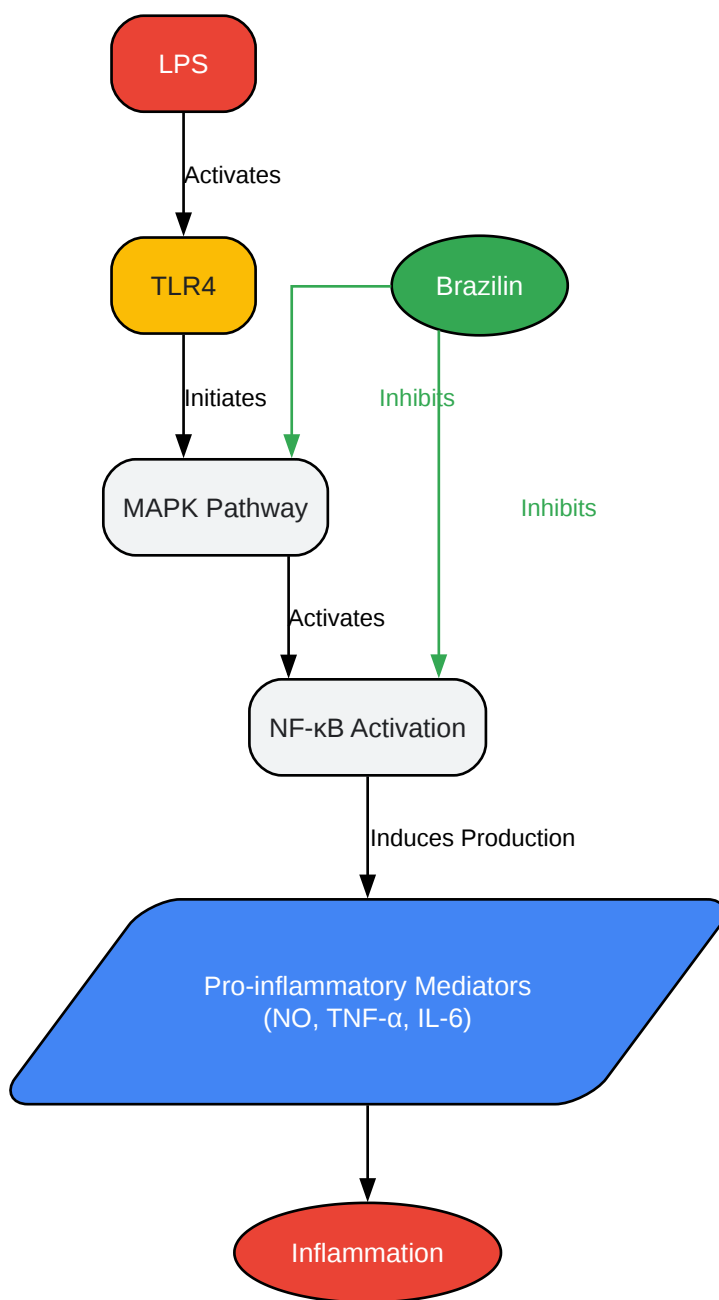 LPS
Activates
TLR4
Brazilin
Initiates
Inhibits
MAPK Pathway
Inhibits
Activates
NF-κB Activation
Induces Production
Pro-inflammatory Mediators
(NO, TNF-α, IL-6)
Inflammation